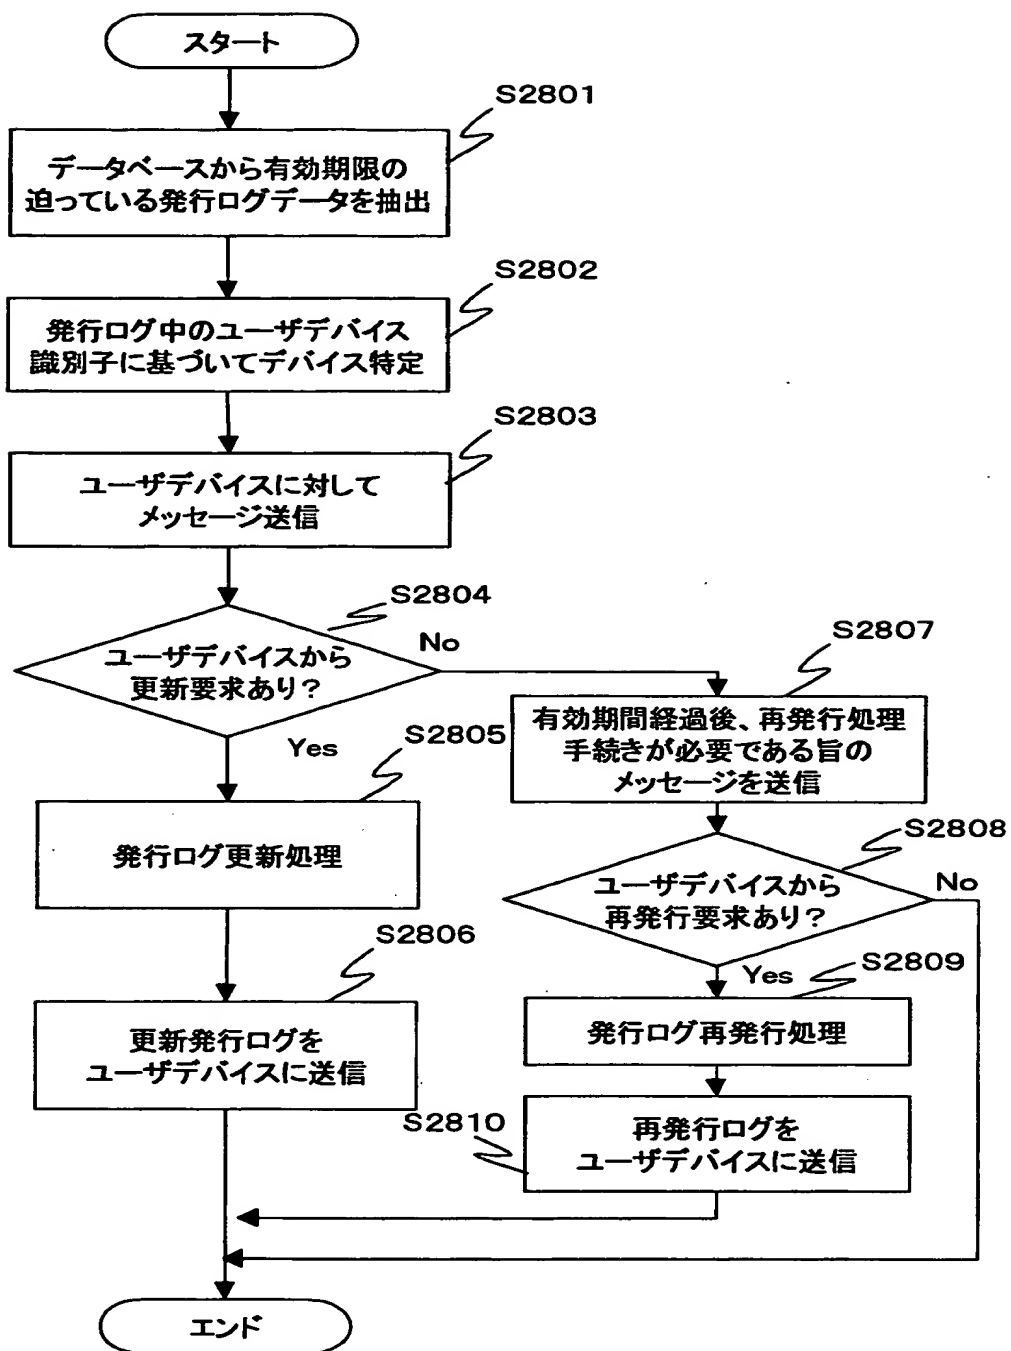 スタート
S2801
データベースから有効期限の
迫っている発行ログデータを抽出
S2802
発行ログ中のユーザデバイス
識別子に基づいてデバイス特定
S2803
ユーザデバイスに対して
メッセージ送信
S2804
ユーザデバイスから
更新要求あり?
No
Yes
S2805
発行ログ更新処理
S2806
更新発行ログを
ユーザデバイスに送信
S2807
有効期間経過後、再発行処理
手続きが必要である旨の
メッセージを送信
S2808
ユーザデバイスから
再発行要求あり?
No
Yes
S2809
発行ログ再発行処理
S2810
再発行ログを
ユーザデバイスに送信
エンド